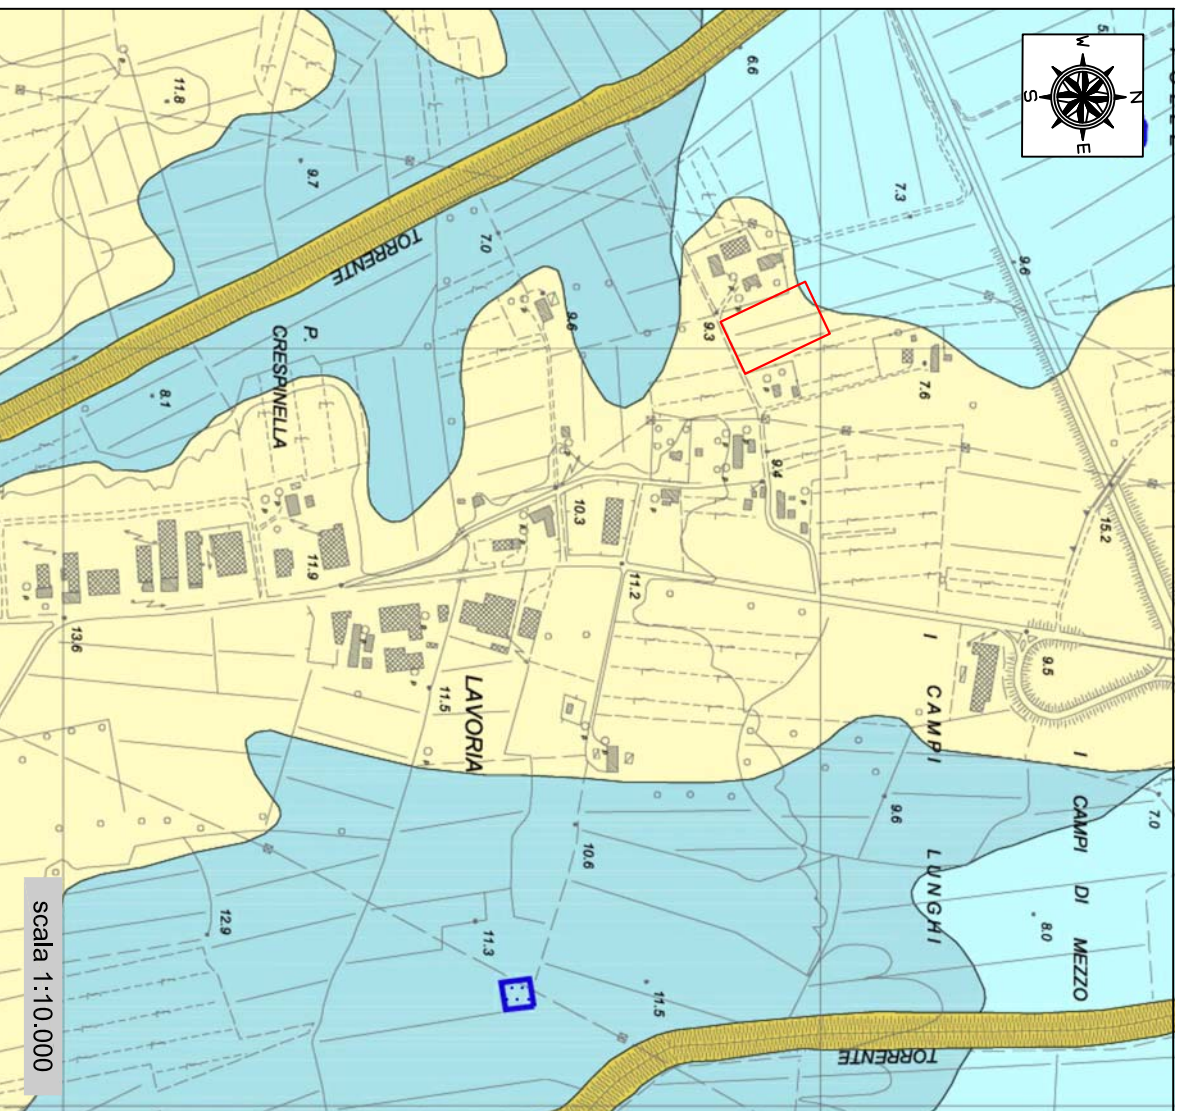 W
N
S
E
6.6
5.
11.8
9.7
7.3
7.0
TORRENTE
9.6
9.6
9.3
P.
CRESPINELLA
8.1
7.6
9.4
10.3
15.2
11.9
11.2
13.6
9.5
11.5
LAVORIA
I CAMPI LUNGHI
I CAMPI DI MEZZO
7.0
9.6
10.6
8.0
12.9
11.3
11.5
TORRENTE
scala 1:10.000